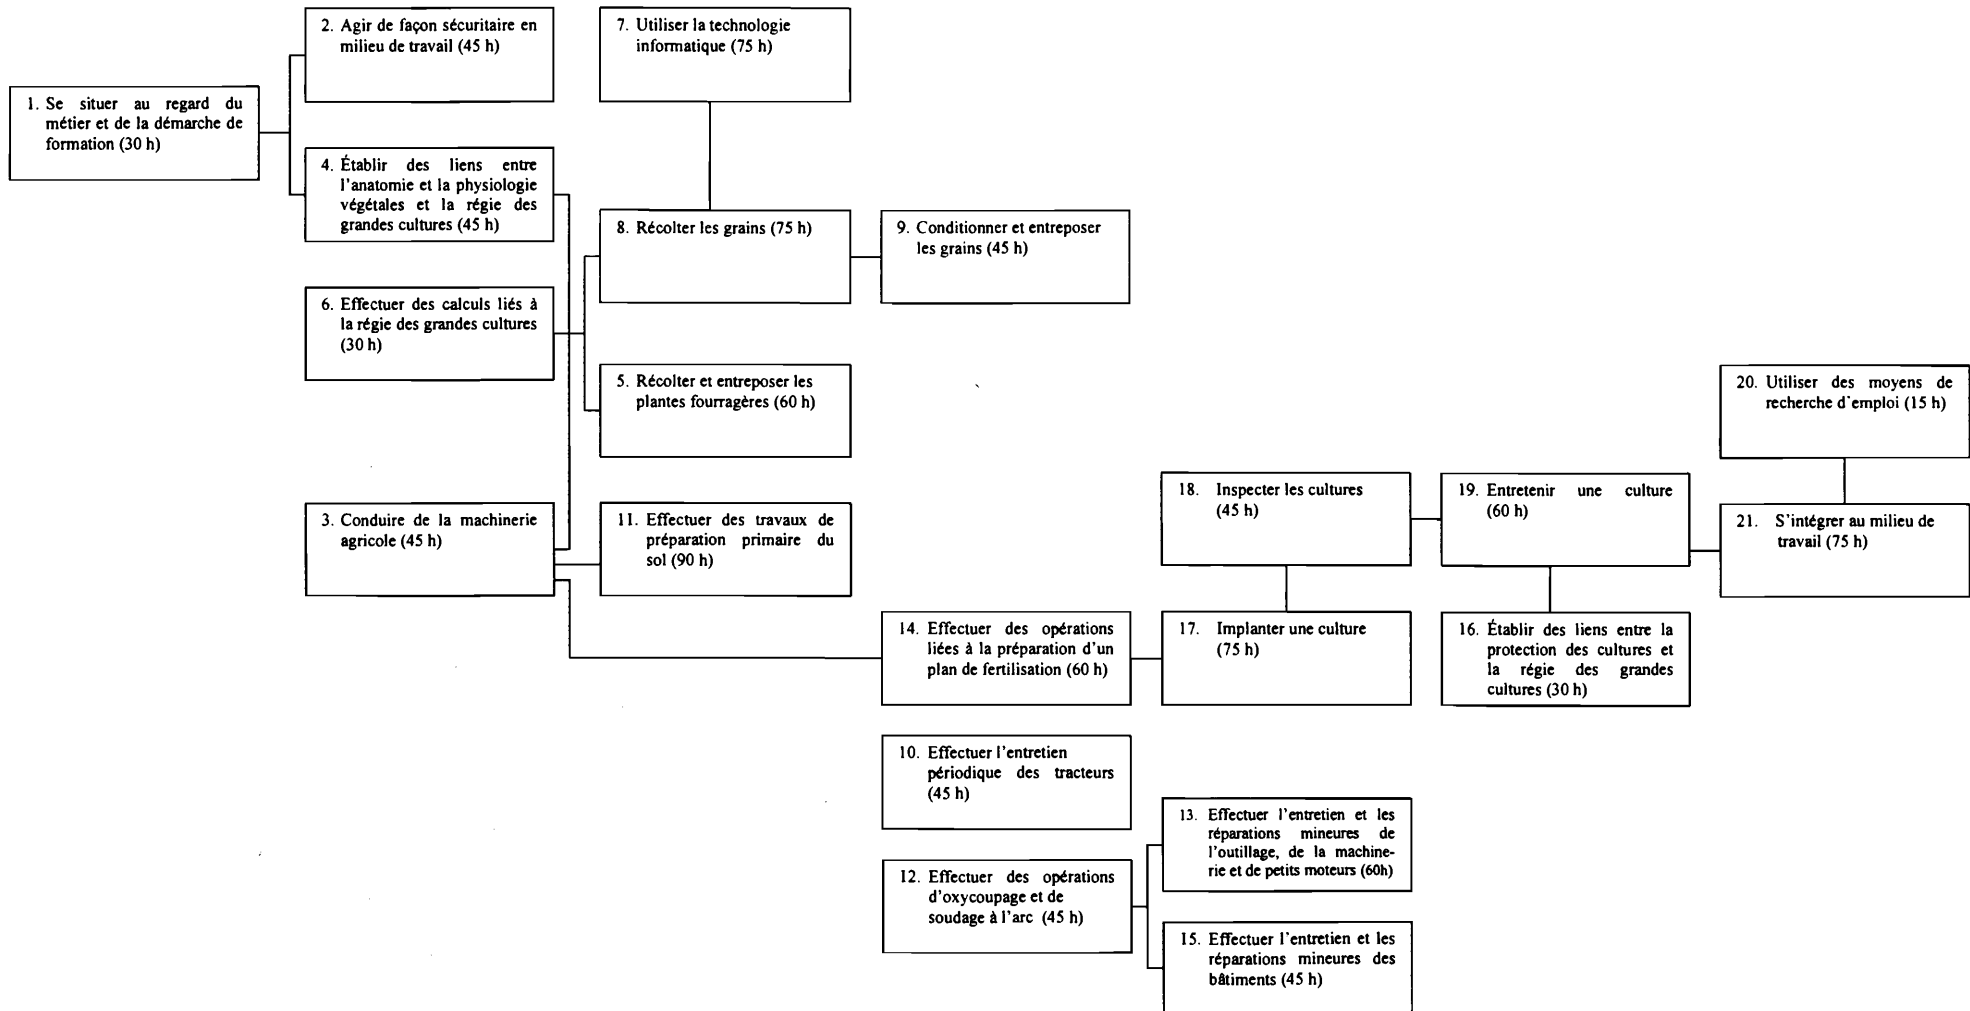 2. Agir de façon sécuritaire en
milieu de travail (45 h)
7. Utiliser la technologie
informatique (75 h)
1. Se situer au regard du
métier et de la démarche de
formation (30 h)
4. Établir des liens entre
l'anatomie et la physiologie
végétales et la régie des
grandes cultures (45 h)
8. Récolter les grains (75 h)
9. Conditionner et entreposer
les grains (45 h)
6. Effectuer des calculs liés à
la régie des grandes cultures
(30 h)
5. Récolter et entreposer les
plantes fourragères (60 h)
20. Utiliser des moyens de
recherche d'emploi (15 h)
3. Conduire de la machinerie
agricole (45 h)
11. Effectuer des travaux de
préparation primaire du
sol (90 h)
18. Inspecter les cultures
(45 h)
19. Entretenir une culture
(60 h)
21. S'intégrer au milieu de
travail (75 h)
14. Effectuer des opérations
liées à la préparation d'un
plan de fertilisation (60 h)
17. Implanter une culture
(75 h)
16. Établir des liens entre la
protection des cultures et
la régie des grandes
cultures (30 h)
10. Effectuer l'entretien
périodique des tracteurs
(45 h)
13. Effectuer l'entretien et les
réparations mineures de
l'outillage, de la machine-
rie et de petits moteurs (60h)
12. Effectuer des opérations
d'oxycoupage et de
soudage à l'arc (45 h)
15. Effectuer l'entretien et les
réparations mineures des
bâtiments (45 h)